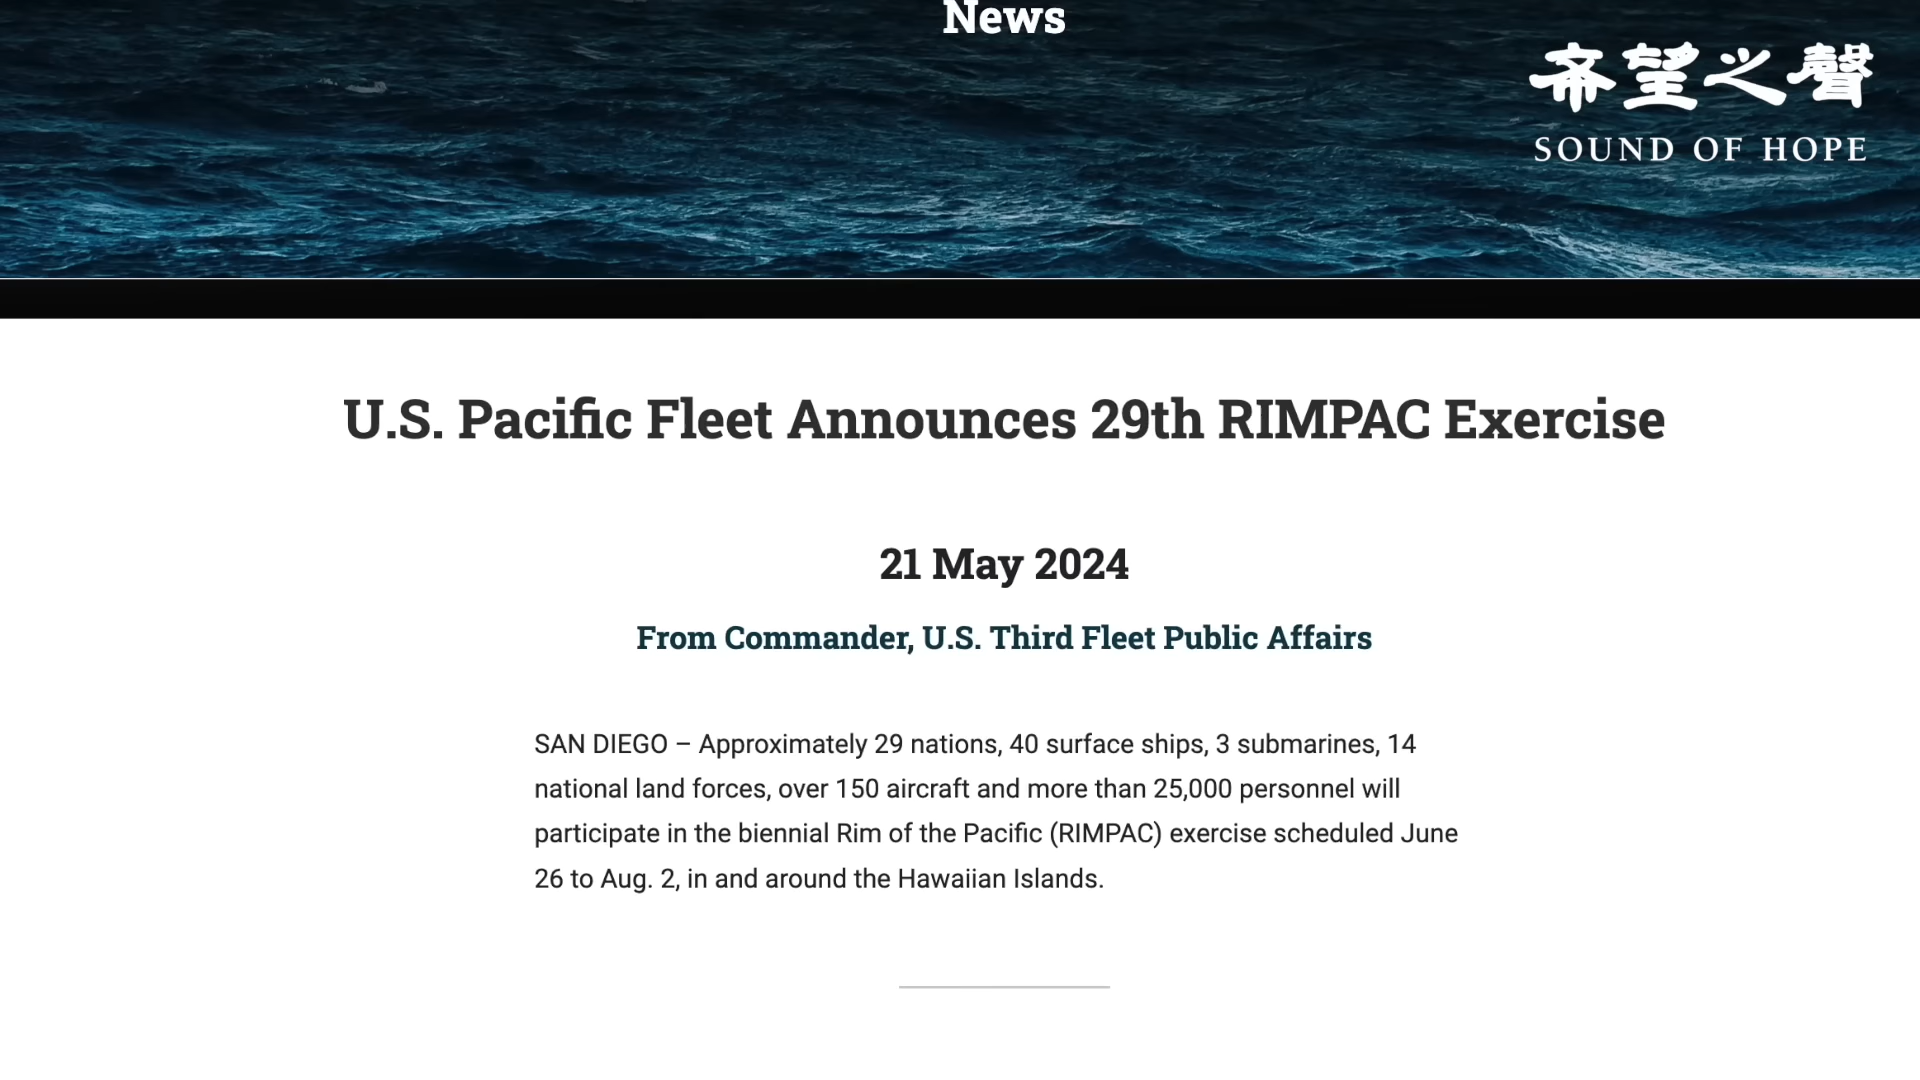 News
希望之聲
SOUND OF HOPE
U.S. Pacific Fleet Announces 29th RIMPAC Exercise
21 May 2024
From Commander, U.S. Third Fleet Public Affairs
SAN DIEGO – Approximately 29 nations, 40 surface ships, 3 submarines, 14
national land forces, over 150 aircraft and more than 25,000 personnel will
participate in the biennial Rim of the Pacific (RIMPAC) exercise scheduled June
26 to Aug. 2, in and around the Hawaiian Islands.